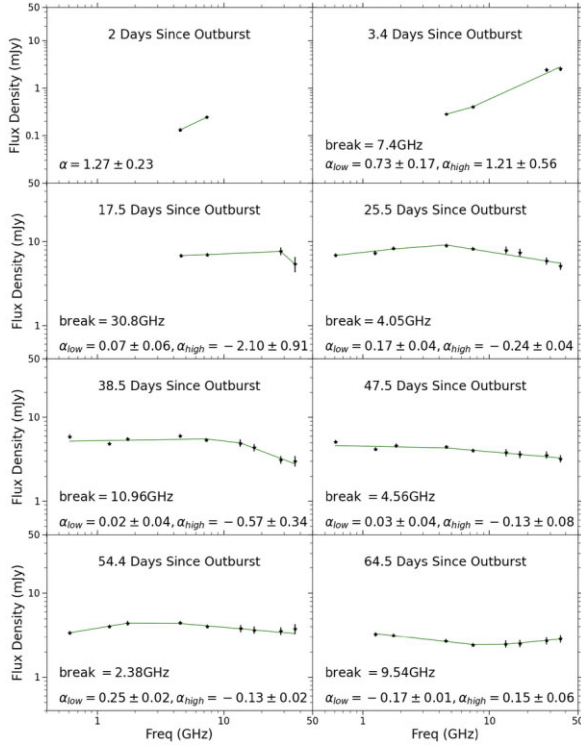 50
10
1
0.1
50
10
1
50
10
1
50
10
1
Flux Density (mJy)
Flux Density (mJy)
Flux Density (mJy)
Flux Density (mJy)
2 Days Since Outburst
α = 1.27 ± 0.23
3.4 Days Since Outburst
break = 7.4GHz
α_low = 0.73 ± 0.17, α_high = 1.21 ± 0.56
17.5 Days Since Outburst
break = 30.8GHz
α_low = 0.07 ± 0.06, α_high = − 2.10 ± 0.91
25.5 Days Since Outburst
break = 4.05GHz
α_low = 0.17 ± 0.04, α_high = − 0.24 ± 0.04
38.5 Days Since Outburst
break = 10.96GHz
α_low = 0.02 ± 0.04, α_high = − 0.57 ± 0.34
47.5 Days Since Outburst
break = 4.56GHz
α_low = 0.03 ± 0.04, α_high = − 0.13 ± 0.08
54.4 Days Since Outburst
break = 2.38GHz
α_low = 0.25 ± 0.02, α_high = − 0.13 ± 0.02
64.5 Days Since Outburst
break = 9.54GHz
α_low = − 0.17 ± 0.01, α_high = 0.15 ± 0.06
1 10 50 1 10 50
Freq (GHz) Freq (GHz)